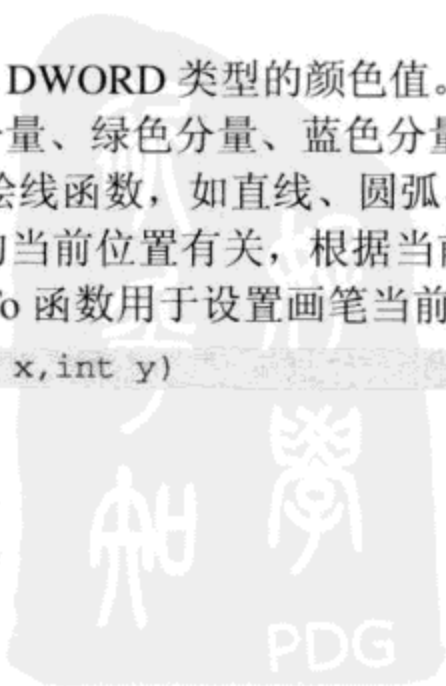 DWORD 类型的颜色值。
量、绿色分量、蓝色分量
绘线函数，如直线、圆弧
当前位置有关，根据当前
o 函数用于设置画笔当前
x,int y)
知
學
PDG